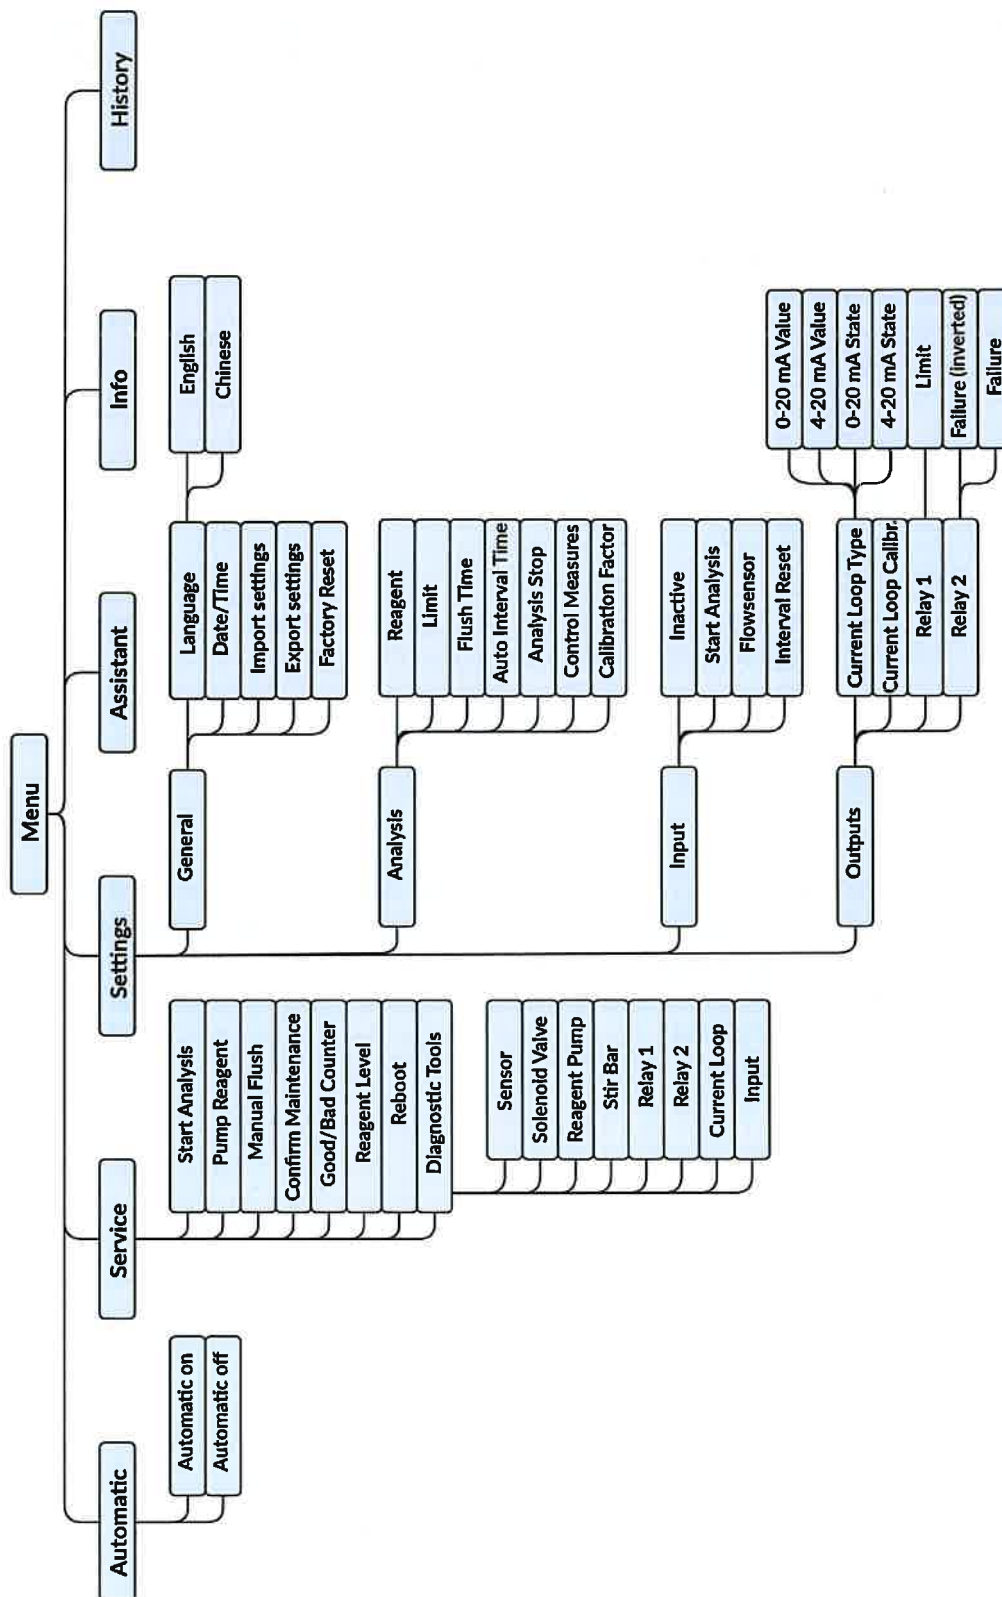 Menu
Automatic
Automatic on
Automatic off
Service
Start Analysis
Pump Reagent
Manual Flush
Confirm Maintenance
Good/Bad Counter
Reagent Level
Reboot
Diagnostic Tools
Sensor
Solenoid Valve
Reagent Pump
Stir Bar
Relay 1
Relay 2
Current Loop
Input
Settings
General
Language
English
Chinese
Date/Time
Import settings
Export settings
Factory Reset
Analysis
Reagent
Limit
Flush Time
Auto Interval Time
Analysis Stop
Control Measures
Calibration Factor
Input
Inactive
Start Analysis
Flowsensor
Interval Reset
Outputs
Current Loop Type
0-20 mA Value
4-20 mA Value
0-20 mA State
4-20 mA State
Current Loop Calibr.
Relay 1
Limit
Relay 2
Failure (inverted)
Failure
Assistant
Info
History